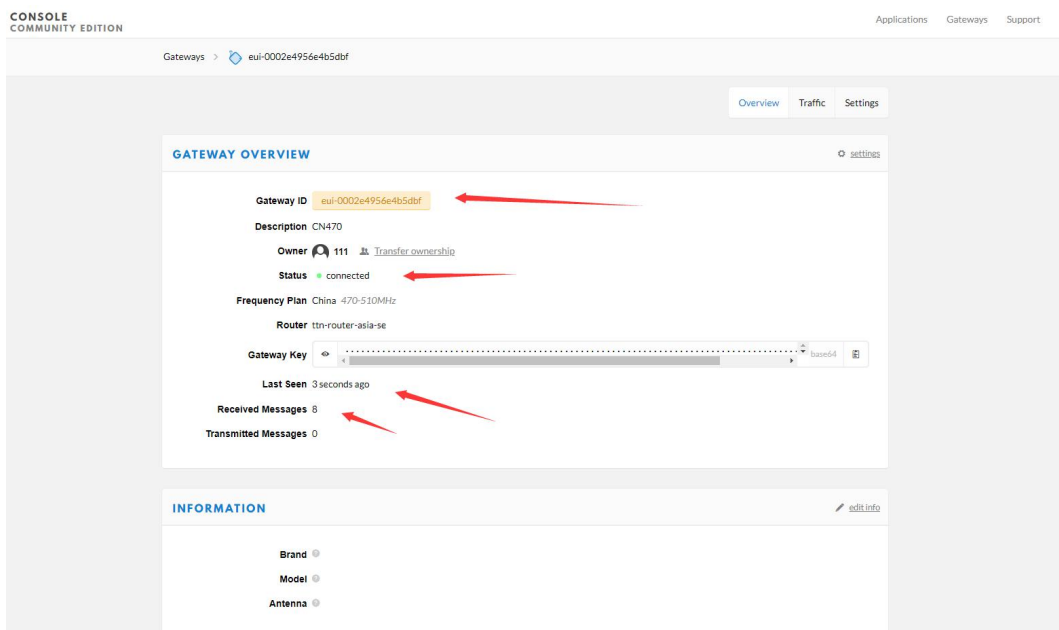 CONSOLE
COMMUNITY EDITION
Applications Gateways Support
Gateways > eui-0002e4956e4b5dbf
Overview Traffic Settings
GATEWAY OVERVIEW
settings
Gateway ID eui-0002e4956e4b5dbf
Description CN470
Owner 111 Transfer ownership
Status connected
Frequency Plan China 470-510MHz
Router ttn-router-asia-se
Gateway Key base64
Last Seen 3 seconds ago
Received Messages 8
Transmitted Messages 0
INFORMATION
edit info
Brand
Model
Antenna